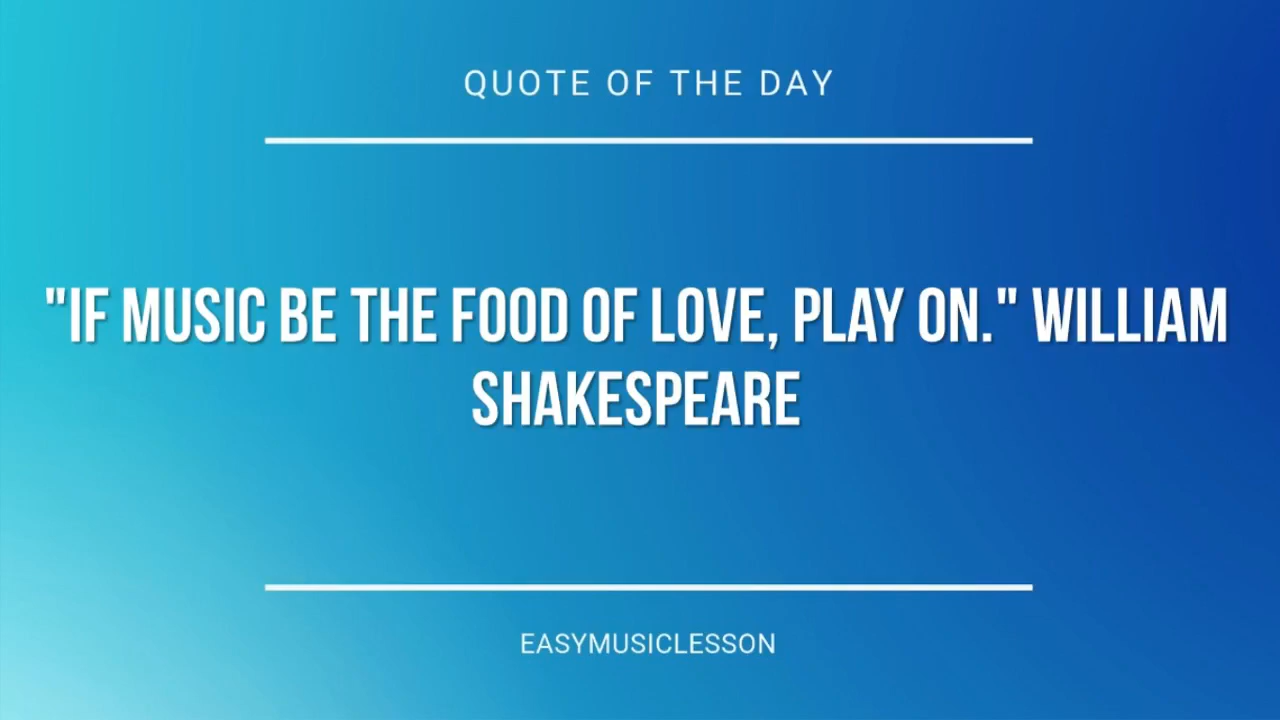 QUOTE OF THE DAY
"IF MUSIC BE THE FOOD OF LOVE, PLAY ON." WILLIAM
SHAKESPEARE
EASYMUSICLESSON